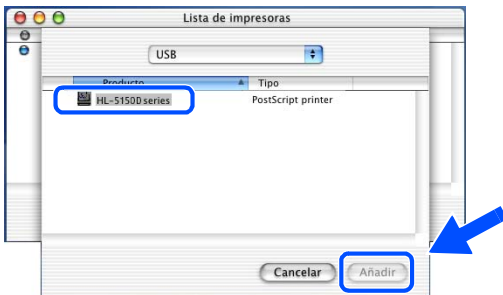 Lista de impresoras
USB
Producto Tipo
HL-5150D series PostScript printer
Cancelar Añadir